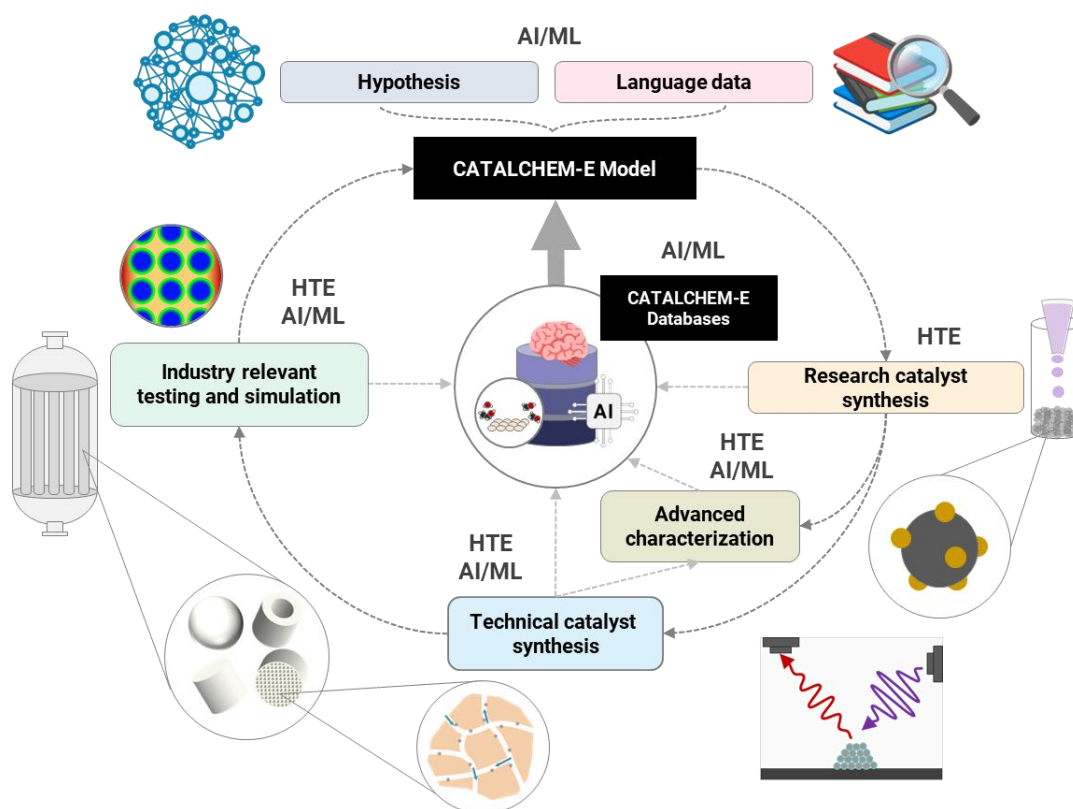 AI/ML
Hypothesis
Language data
CATALCHEM-E Model
AI/ML
HTE
AI/ML
CATALCHEM-E
Databases
HTE
Industry relevant
testing and simulation
Research catalyst
synthesis
AI
HTE
AI/ML
Advanced
characterization
HTE
AI/ML
Technical catalyst
synthesis